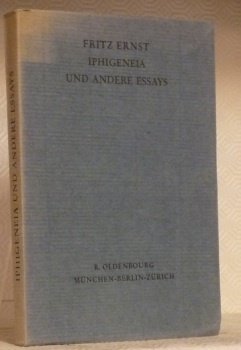 FRITZ ERNST
IPHIGENEIA
UND ANDERE ESSAYS
R. OLDENBOURG
MÜNCHEN-BERLIN-ZÜRICH
IPHIGENEIA UND ANDERE ESSAYS